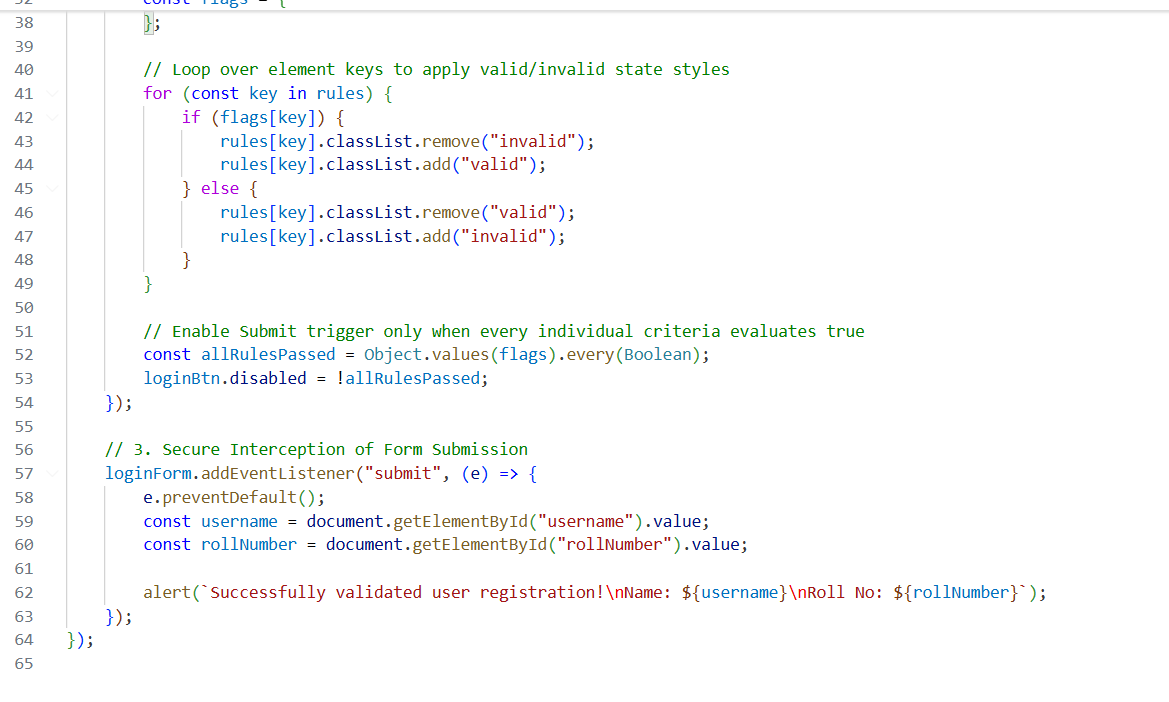 32 const flags = {
38 };
39
40 // Loop over element keys to apply valid/invalid state styles
41 for (const key in rules) {
42 if (flags[key]) {
43 rules[key].classList.remove("invalid");
44 rules[key].classList.add("valid");
45 } else {
46 rules[key].classList.remove("valid");
47 rules[key].classList.add("invalid");
48 }
49 }
50
51 // Enable Submit trigger only when every individual criteria evaluates true
52 const allRulesPassed = Object.values(flags).every(Boolean);
53 loginBtn.disabled = !allRulesPassed;
54 });
55
56 // 3. Secure Interception of Form Submission
57 loginForm.addEventListener("submit", (e) => {
58 e.preventDefault();
59 const username = document.getElementById("username").value;
60 const rollNumber = document.getElementById("rollNumber").value;
61
62 alert(`Successfully validated user registration!\nName: ${username}\nRoll No: ${rollNumber}`);
63 });
64 });
65